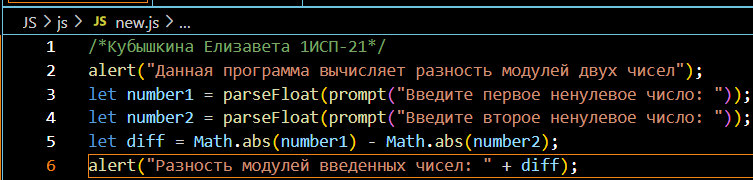 JS > js > JS new.js > ...
1 /*Кубышкина Елизавета 1ИСП-21*/
2 alert("Данная программа вычисляет разность модулей двух чисел");
3 let number1 = parseFloat(prompt("Введите первое ненулевое число: "));
4 let number2 = parseFloat(prompt("Введите второе ненулевое число: "));
5 let diff = Math.abs(number1) - Math.abs(number2);
6 alert("Разность модулей введенных чисел: " + diff);